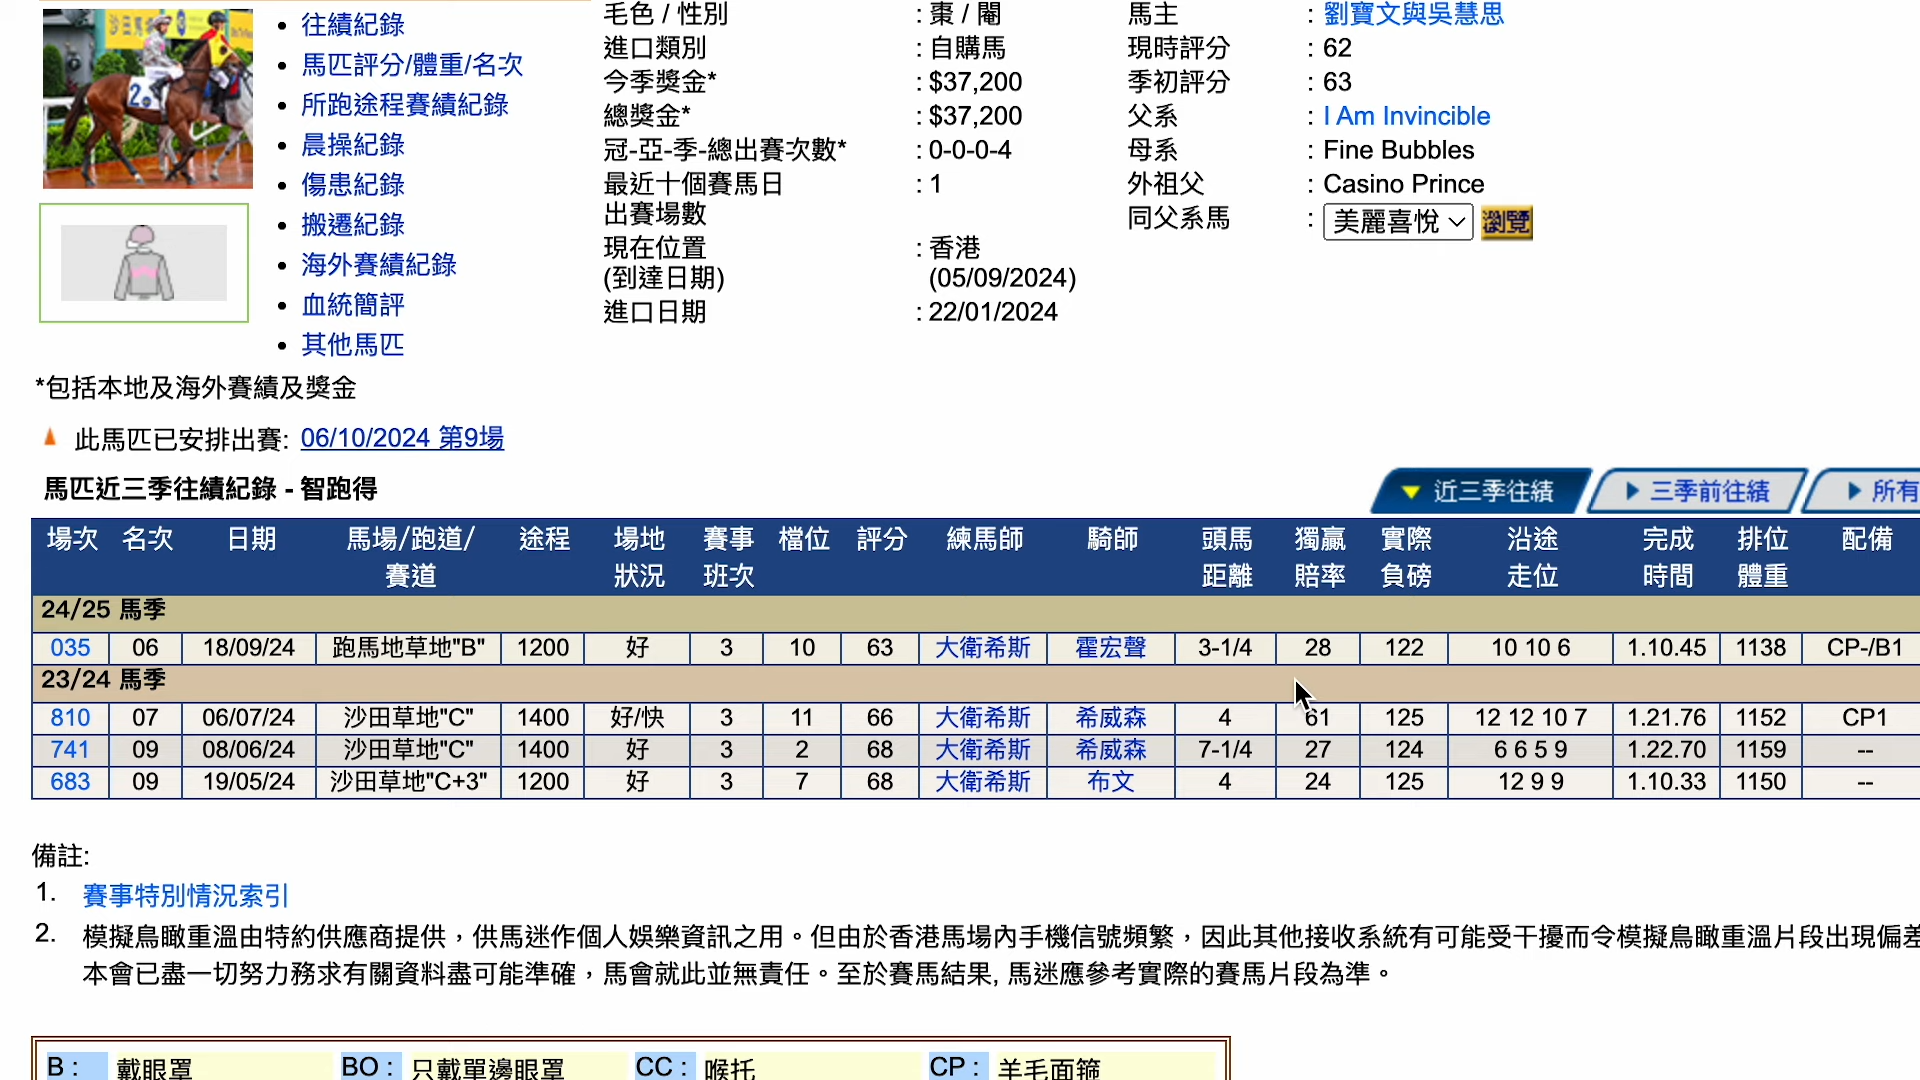 往績紀錄
馬匹評分/體重/名次
所跑途程賽績紀錄
晨操紀錄
傷患紀錄
搬遷紀錄
海外賽績紀錄
血統簡評
其他馬匹
毛色 / 性別 : 棗 / 閹
進口類別 : 自購馬
今季獎金* : $37,200
總獎金* : $37,200
冠-亞-季-總出賽次數* : 0-0-0-4
最近十個賽馬日 : 1
出賽場數
現在位置 : 香港
(到達日期) (05/09/2024)
進口日期 : 22/01/2024
馬主 : 劉寶文與吳慧思
現時評分 : 62
季初評分 : 63
父系 : I Am Invincible
母系 : Fine Bubbles
外祖父 : Casino Prince
同父系馬 : 美麗喜悅 瀏覽
*包括本地及海外賽績及獎金
此馬匹已安排出賽: 06/10/2024 第9場
馬匹近三季往績紀錄 - 智跑得
近三季往績 三季前往績 所有
場次 名次 日期 馬場/跑道/ 途程 場地 賽事 檔位 評分 練馬師 騎師 頭馬 獨贏 實際 沿途 完成 排位 配備
賽道 狀況 班次 距離 賠率 負磅 走位 時間 體重
24/25 馬季
035 06 18/09/24 跑馬地草地"B" 1200 好 3 10 63 大衛希斯 霍宏聲 3-1/4 28 122 10 10 6 1.10.45 1138 CP-/B1
23/24 馬季
810 07 06/07/24 沙田草地"C" 1400 好/快 3 11 66 大衛希斯 希威森 4 61 125 12 12 10 7 1.21.76 1152 CP1
741 09 08/06/24 沙田草地"C" 1400 好 3 2 68 大衛希斯 希威森 7-1/4 27 124 6 6 5 9 1.22.70 1159 --
683 09 19/05/24 沙田草地"C+3" 1200 好 3 7 68 大衛希斯 布文 4 24 125 12 9 9 1.10.33 1150 --
備註:
1. 賽事特別情況索引
2. 模擬鳥瞰重溫由特約供應商提供，供馬迷作個人娛樂資訊之用。但由於香港馬場內手機信號頻繁，因此其他接收系統有可能受干擾而令模擬鳥瞰重溫片段出現偏差
本會已盡一切努力務求有關資料盡可能準確，馬會就此並無責任。至於賽馬結果, 馬迷應參考實際的賽馬片段為準。
B : 戴眼罩 BO : 只戴單邊眼罩 CC : 喉托 CP : 羊毛面箍